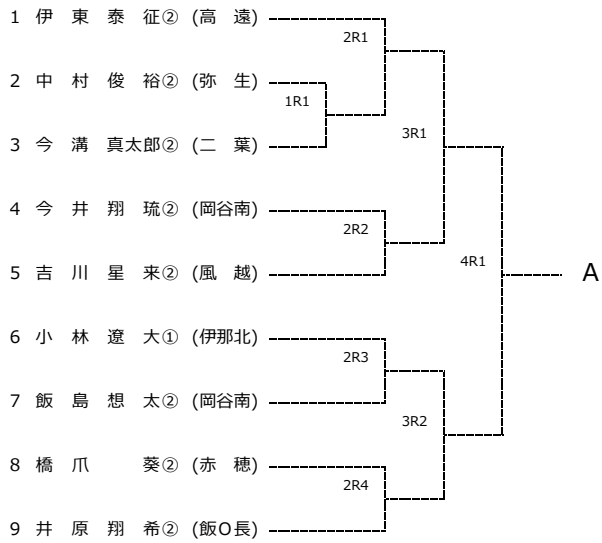 1 伊 東 泰 征② (高 遠)
2R1
2 中 村 俊 裕② (弥 生)
1R1
3 今 溝 真太郎② (二 葉)
3R1
4 今 井 翔 琉② (岡谷南)
2R2
5 吉 川 星 来② (風 越)
4R1
A
6 小 林 遼 大① (伊那北)
2R3
7 飯 島 想 太② (岡谷南)
3R2
8 橋 爪 葵② (赤 穂)
2R4
9 井 原 翔 希② (飯O長)